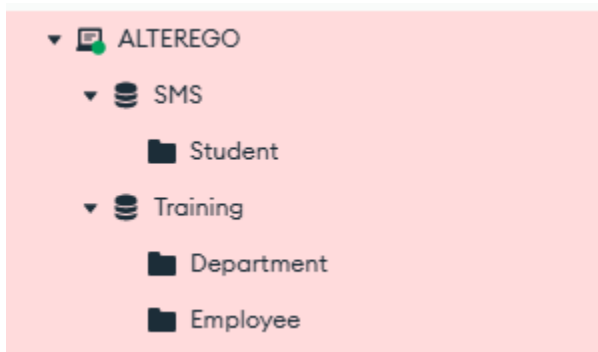 ALTEREGO
SMS
Student
Training
Department
Employee